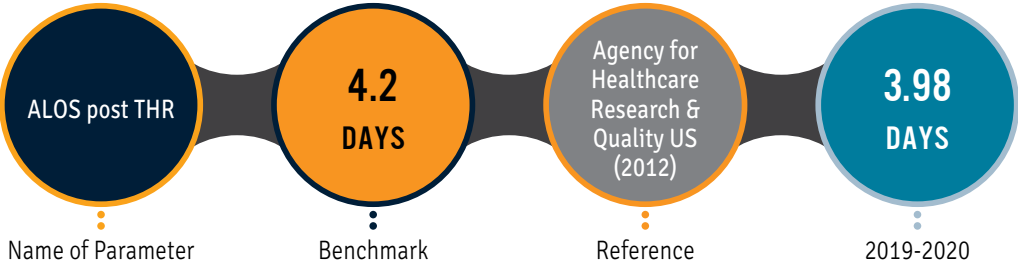 ALOS post THR
4.2
DAYS
Agency for
Healthcare
Research &
Quality US
(2012)
3.98
DAYS
Name of Parameter
Benchmark
Reference
2019-2020